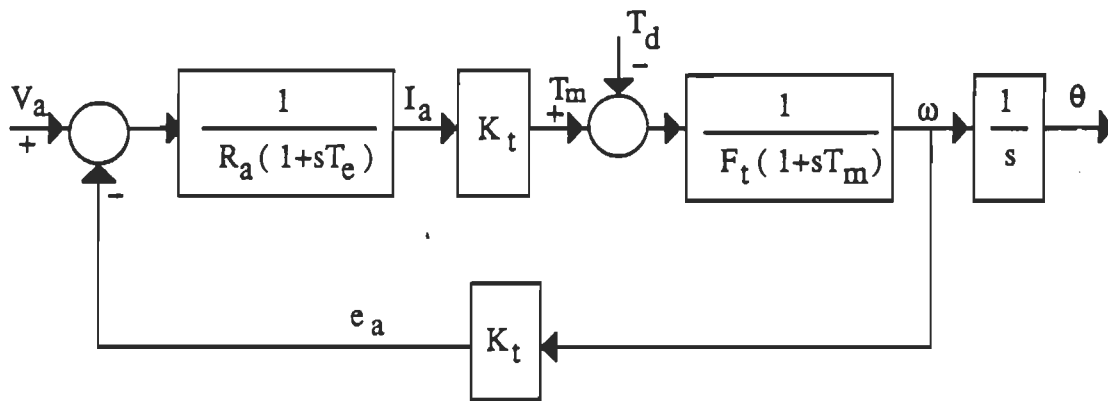 T_d
−
V_a
+
1
R_a ( 1+sT_e )
I_a
K_t
T_m
+
1
F_t ( 1+sT_m )
ω
1
s
θ
−
e_a
K_t